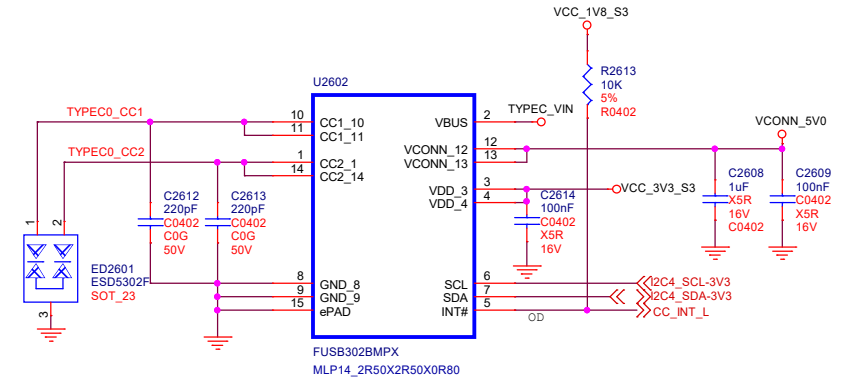 VCC_1V8_S3
R2613
10K
5%
R0402
U2602
TYPEC0_CC1
10
11
CC1_10
CC1_11
VBUS
2
TYPEC_VIN
VCONN_5V0
TYPEC0_CC2
1
14
CC2_1
CC2_14
VCONN_12
VCONN_13
12
13
VDD_3
VDD_4
3
4
VCC_3V3_S3
C2612
220pF
C0402
C0G
50V
C2613
220pF
C0402
C0G
50V
C2614
100nF
C0402
X5R
16V
C2608
1uF
X5R
16V
C0402
C2609
100nF
C0402
X5R
16V
1
2
3
ED2601
ESD5302F
SOT_23
8
9
15
GND_8
GND_9
ePAD
SCL
SDA
INT#
6
7
5
OD
I2C4_SCL-3V3
I2C4_SDA-3V3
CC_INT_L
FUSB302BMPX
MLP14_2R50X2R50X0R80